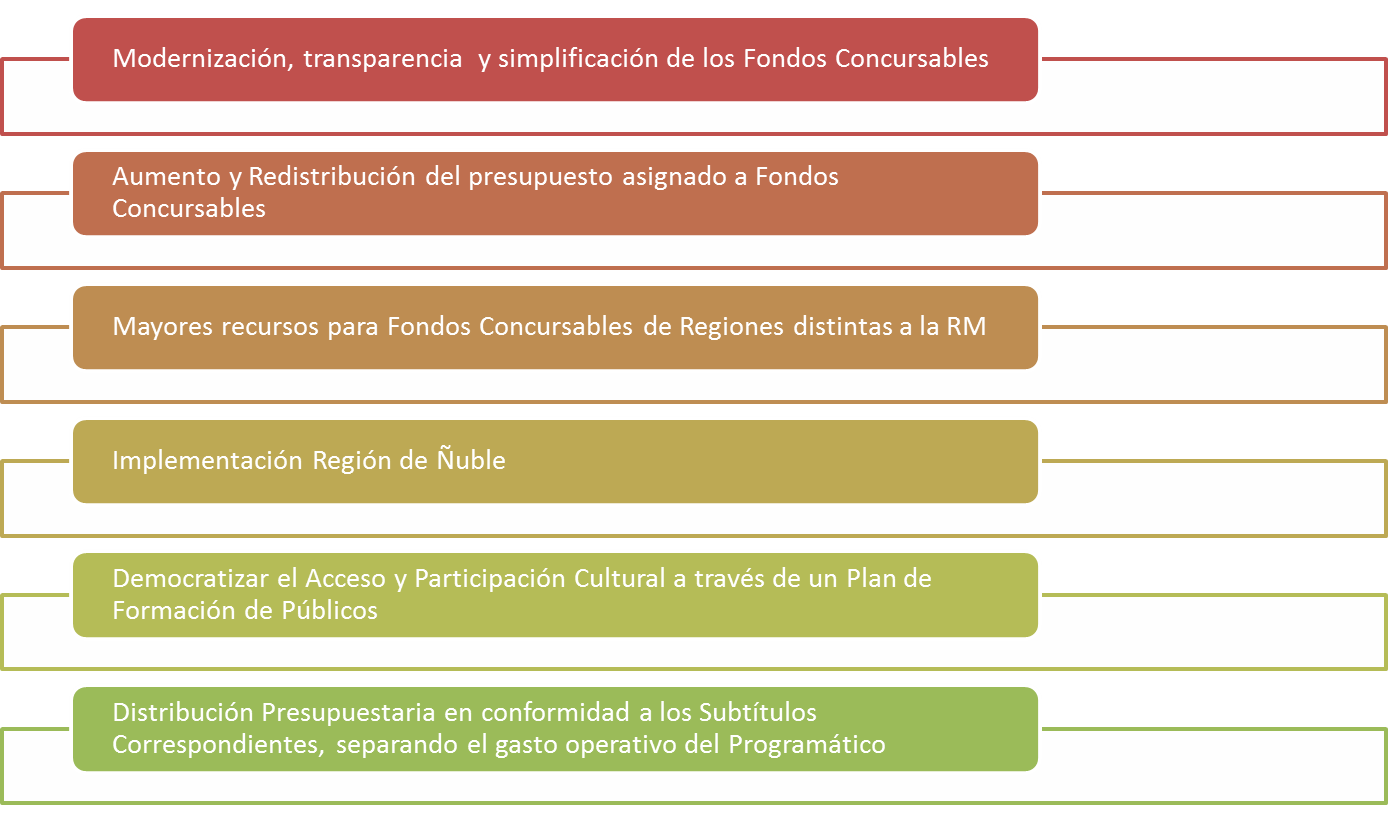 Modernización, transparencia y simplificación de los Fondos Concursables
Aumento y Redistribución del presupuesto asignado a Fondos
Concursables
Mayores recursos para Fondos Concursables de Regiones distintas a la RM
Implementación Región de Ñuble
Democratizar el Acceso y Participación Cultural a través de un Plan de
Formación de Públicos
Distribución Presupuestaria en conformidad a los Subtítulos
Correspondientes, separando el gasto operativo del Programático